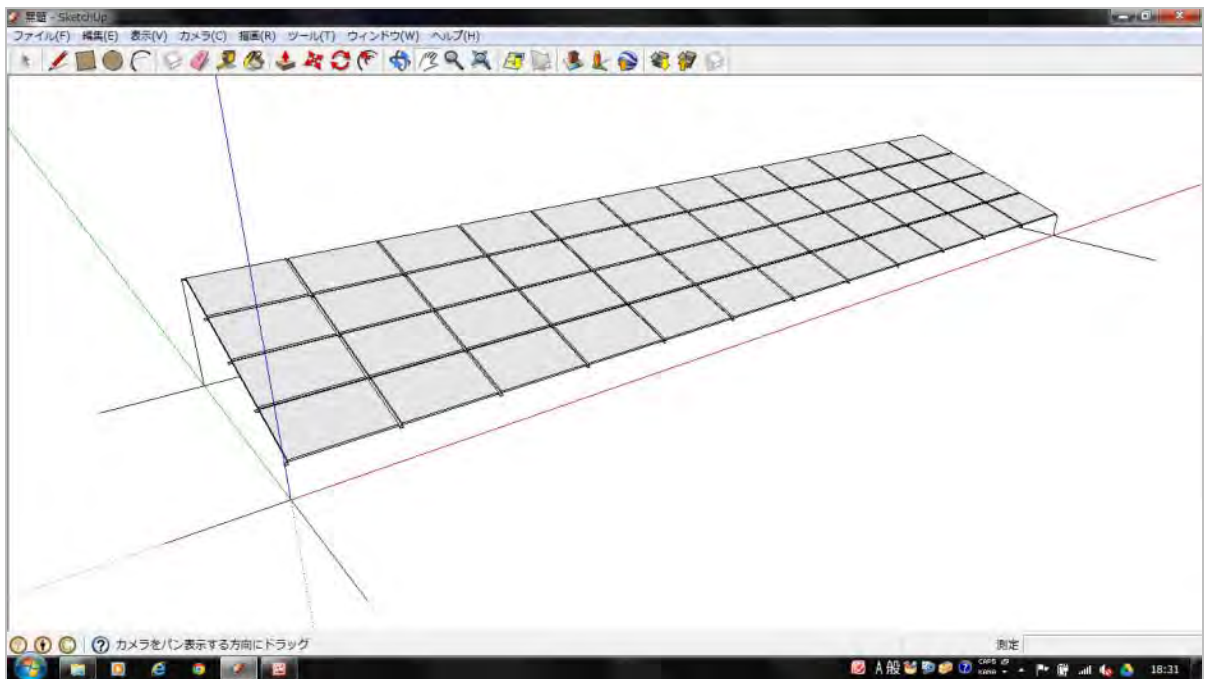 無題 - SketchUp
ファイル(F) 編集(E) 表示(V) カメラ(C) 描画(R) ツール(T) ウィンドウ(W) ヘルプ(H)
カメラをパン表示する方向にドラッグ 測定
A 般 CAPS KANA 18:31